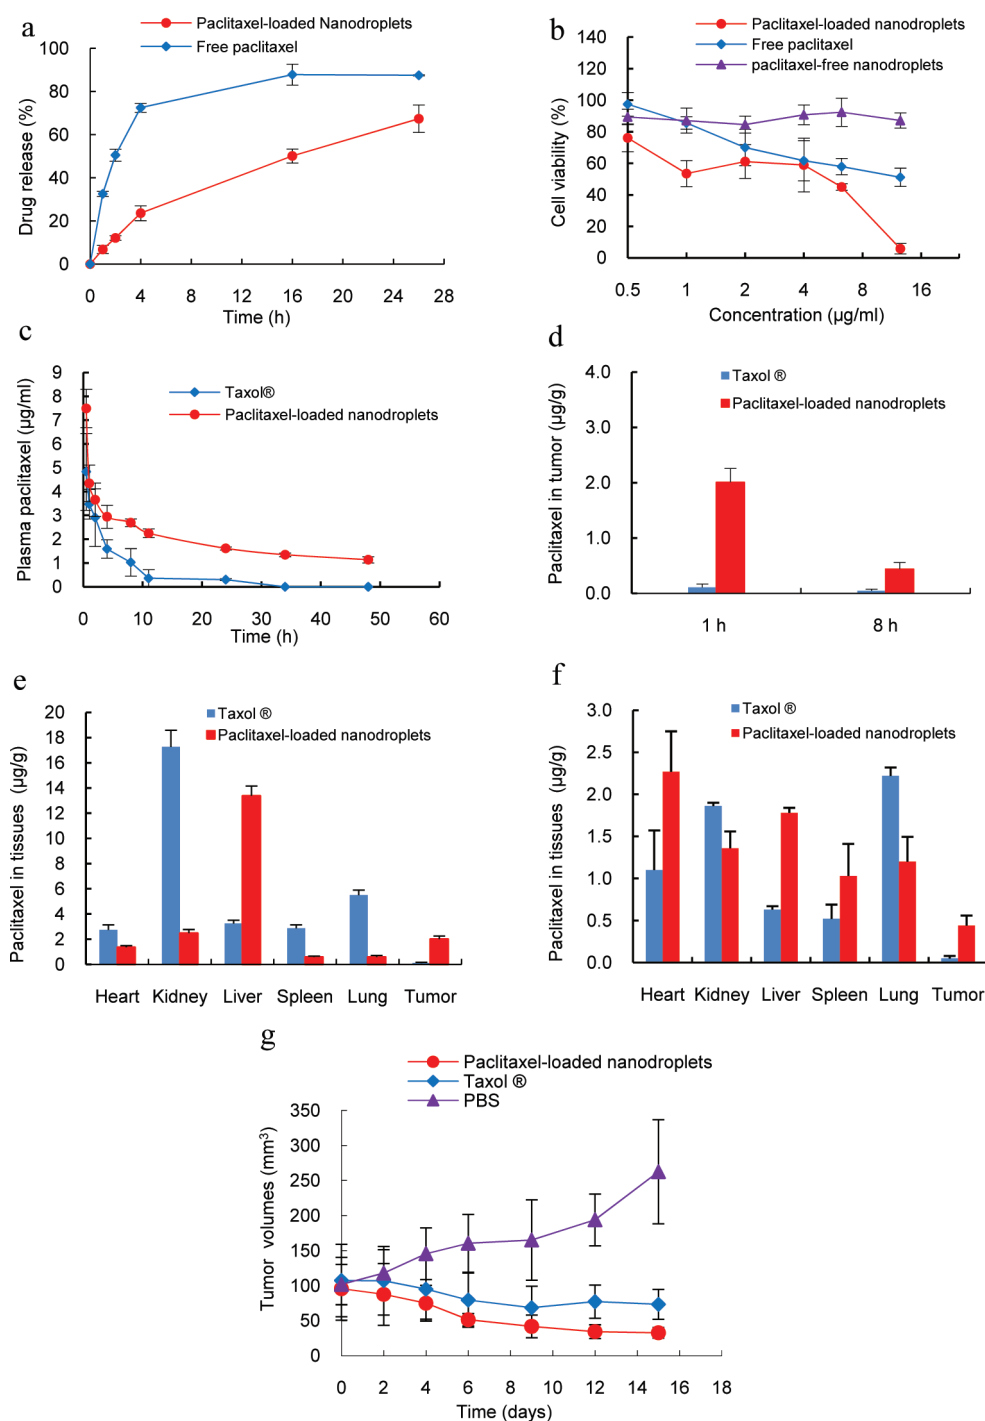 a
Paclitaxel-loaded Nanodroplets
Free paclitaxel
Drug release (%)
100
80
60
40
20
0
0 4 8 12 16 20 24 28
Time (h)
b
Paclitaxel-loaded nanodroplets
Free paclitaxel
paclitaxel-free nanodroplets
Cell viability (%)
140
120
100
80
60
40
20
0
0.5 1 2 4 8 16
Concentration (µg/ml)
c
Taxol®
Paclitaxel-loaded nanodroplets
Plasma paclitaxel (µg/ml)
9
8
7
6
5
4
3
2
1
0
0 10 20 30 40 50 60
Time (h)
d
Taxol ®
Paclitaxel-loaded nanodroplets
Paclitaxel in tumor (µg/g)
4.0
3.0
2.0
1.0
0.0
1 h 8 h
e
Taxol ®
Paclitaxel-loaded nanodroplets
Paclitaxel in tissues (µg/g)
20
18
16
14
12
10
8
6
4
2
0
Heart Kidney Liver Spleen Lung Tumor
f
Taxol ®
Paclitaxel-loaded nanodroplets
Paclitaxel in tissues (µg/g)
3.0
2.5
2.0
1.5
1.0
0.5
0.0
Heart Kidney Liver Spleen Lung Tumor
g
Paclitaxel-loaded nanodroplets
Taxol ®
PBS
Tumor volumes (mm³)
350
300
250
200
150
100
50
0
0 2 4 6 8 10 12 14 16 18
Time (days)